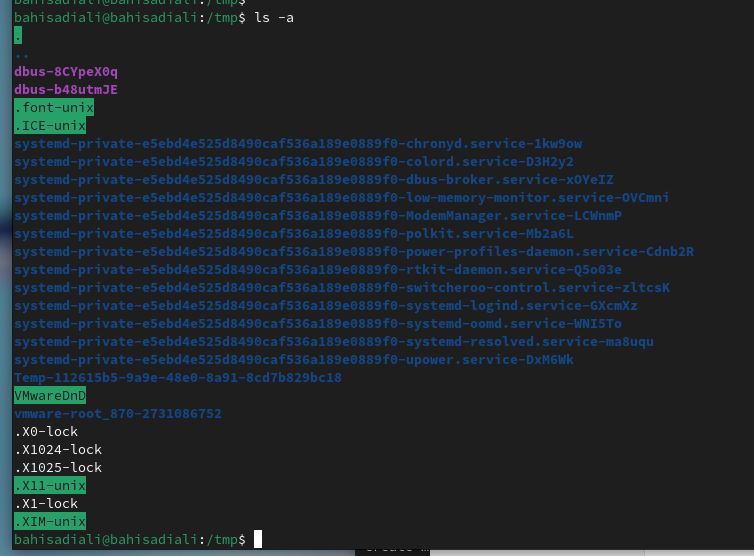 bahisadiali@bahisadiali:/tmp$
bahisadiali@bahisadiali:/tmp$ ls -a
.
..
dbus-8CYpeX0q
dbus-b48utmJE
.font-unix
.ICE-unix
systemd-private-e5ebd4e525d8490caf536a189e0889f0-chronyd.service-1kw9ow
systemd-private-e5ebd4e525d8490caf536a189e0889f0-colord.service-D3H2y2
systemd-private-e5ebd4e525d8490caf536a189e0889f0-dbus-broker.service-xOYeIZ
systemd-private-e5ebd4e525d8490caf536a189e0889f0-low-memory-monitor.service-OVCmni
systemd-private-e5ebd4e525d8490caf536a189e0889f0-ModemManager.service-LCWnmP
systemd-private-e5ebd4e525d8490caf536a189e0889f0-polkit.service-Mb2a6L
systemd-private-e5ebd4e525d8490caf536a189e0889f0-power-profiles-daemon.service-Cdnb2R
systemd-private-e5ebd4e525d8490caf536a189e0889f0-rtkit-daemon.service-Q5o03e
systemd-private-e5ebd4e525d8490caf536a189e0889f0-switcheroo-control.service-zltcsK
systemd-private-e5ebd4e525d8490caf536a189e0889f0-systemd-logind.service-GXcmXz
systemd-private-e5ebd4e525d8490caf536a189e0889f0-systemd-oomd.service-WNI5To
systemd-private-e5ebd4e525d8490caf536a189e0889f0-systemd-resolved.service-ma8uqu
systemd-private-e5ebd4e525d8490caf536a189e0889f0-upower.service-DxM6Wk
Temp-112615b5-9a9e-48e0-8a91-8cd7b829bc18
VMwareDnD
vmware-root_870-2731086752
.X0-lock
.X1024-lock
.X1025-lock
.X11-unix
.X1-lock
.XIM-unix
bahisadiali@bahisadiali:/tmp$